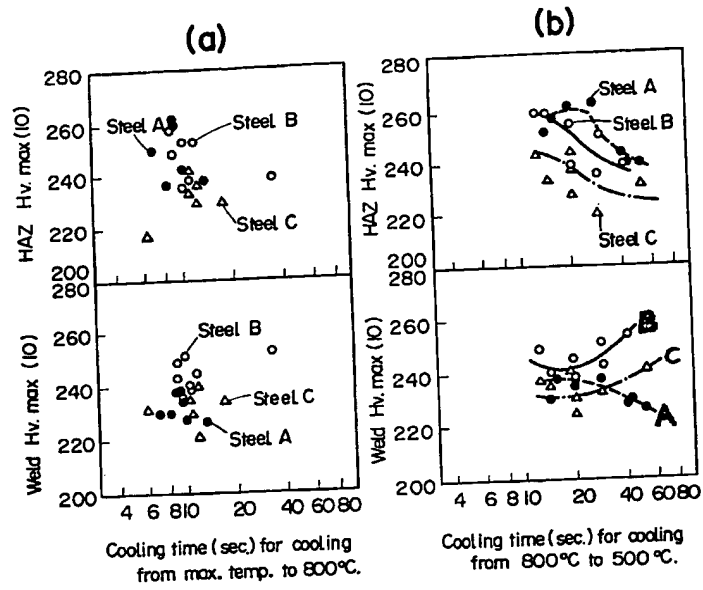 (a)
(b)
280
260
240
220
200
HAZ Hv. max (10)
Steel A
Steel B
Steel C
280
260
240
220
200
HAZ Hv. max (10)
Steel A
Steel B
Steel C
280
260
240
220
200
Weld Hv. max (10)
Steel B
Steel C
Steel A
4 6 8 10 20 40 60 80
Cooling time (sec.) for cooling
from max. temp. to 800°C.
280
260
240
220
200
Weld Hv. max (10)
B
C
A
4 6 8 10 20 40 60 80
Cooling time (sec.) for cooling
from 800°C to 500°C.